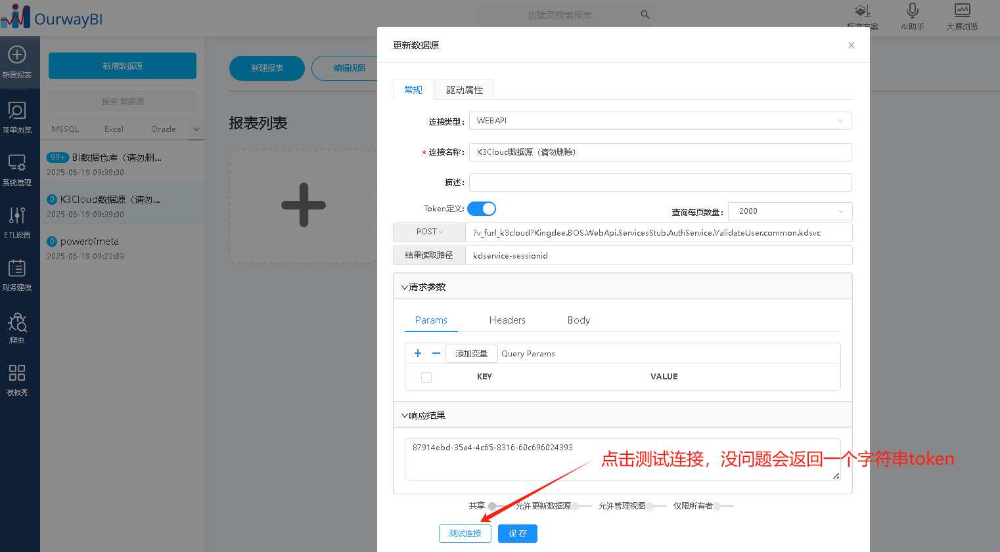 OurwayBI
创建页搜索报表
标准方案
AI助手
大屏浏览
新建报表
菜单浏览
系统管理
ETL设置
财务建模
爬虫
模板秀
新增数据源
搜索 数据源
MSSQL Excel Oracle
99+ BI数据仓库（请勿删...
2025-06-19 09:39:00
0 K3Cloud数据源（请勿...
2025-06-19 09:39:00
0 powerbimeta
2025-06-19 09:22:03
新建报表 编辑视图
报表列表
更新数据源
常规 驱动属性
连接类型: WEBAPI
* 连接名称: K3Cloud数据源（请勿删除）
描述:
Token定义:
查询每页数量: 2000
POST ?v_furl_k3cloud?Kingdee.BOS.WebApi.ServicesStub.AuthService.ValidateUser.common.kdsvc
结果读取路径 kdservice-sessionid
请求参数
Params Headers Body
添加变量 Query Params
KEY VALUE
响应结果
87914ebd-35a4-4c65-8316-60c696024393
点击测试连接，没问题会返回一个字符串token
共享 允许更新数据源 允许管理视图 仅限所有者
测试连接 保 存